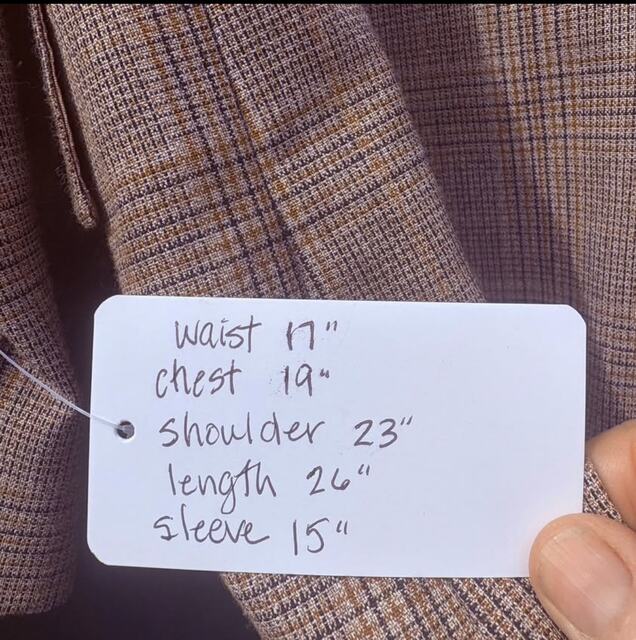 waist 17"
chest 19"
shoulder 23"
length 26"
sleeve 15"